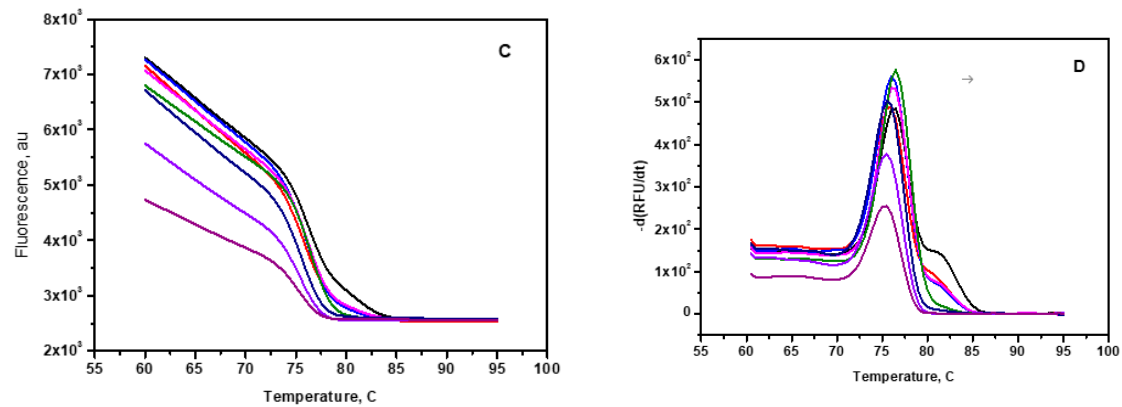 C
8x10³
7x10³
6x10³
5x10³
4x10³
3x10³
2x10³
Fluorescence, au
55 60 65 70 75 80 85 90 95 100
Temperature, C
D
6x10²
5x10²
4x10²
3x10²
2x10²
1x10²
0
-d(RFU/dt)
→
55 60 65 70 75 80 85 90 95 100
Temperature, C